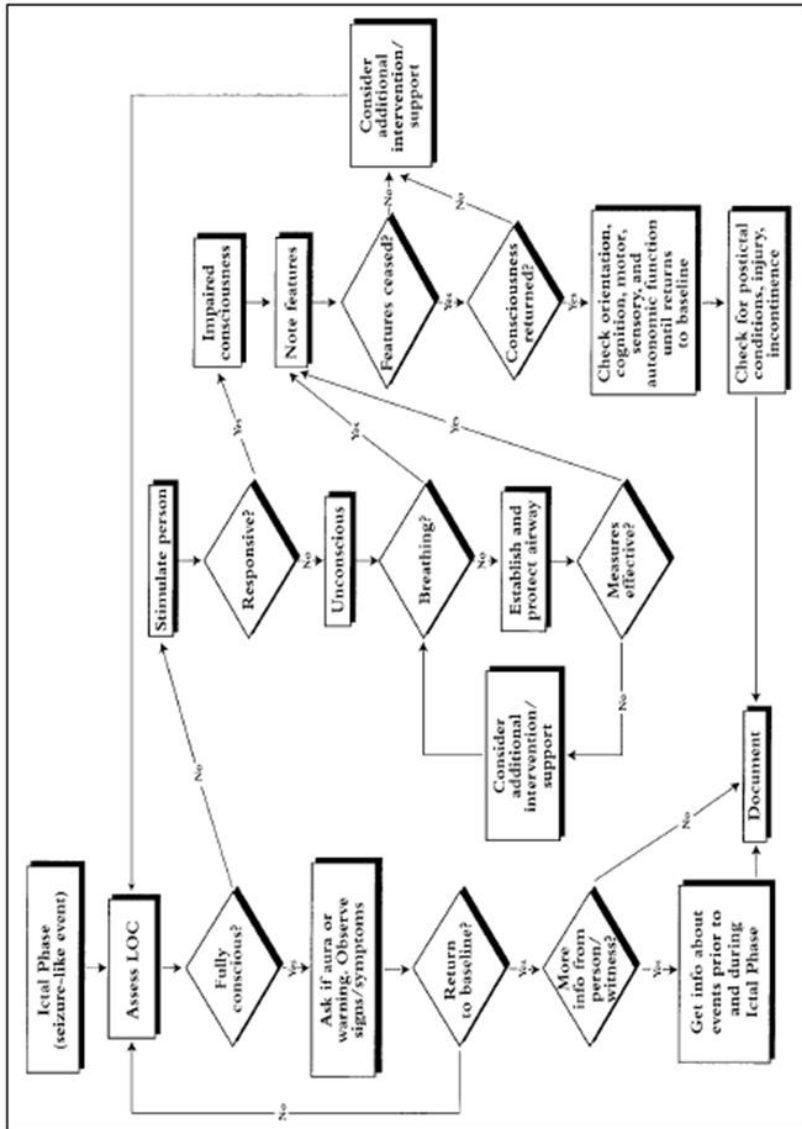 Ictal Phase
(seizure-like event)
Assess LOC
Fully
conscious?
No
Yes
Ask if aura or
warning. Observe
signs/symptoms
Return
to baseline?
No
Yes
More
info from
person/
witness?
No
Yes
Get info about
events prior to
and during
Ictal Phase
Document
Stimulate person
Responsive?
Yes
No
Unconscious
Breathing?
Yes
No
Establish and
protect airway
Measures
effective?
Yes
No
Consider
additional
intervention/
support
Impaired
consciousness
Note features
Features ceased?
No
Yes
Consciousness
returned?
No
Yes
Check orientation,
cognition, motor,
sensory, and
autonomic function
until returns
to baseline
Check for postictal
conditions, injury,
incontinence
Consider
additional
intervention/
support